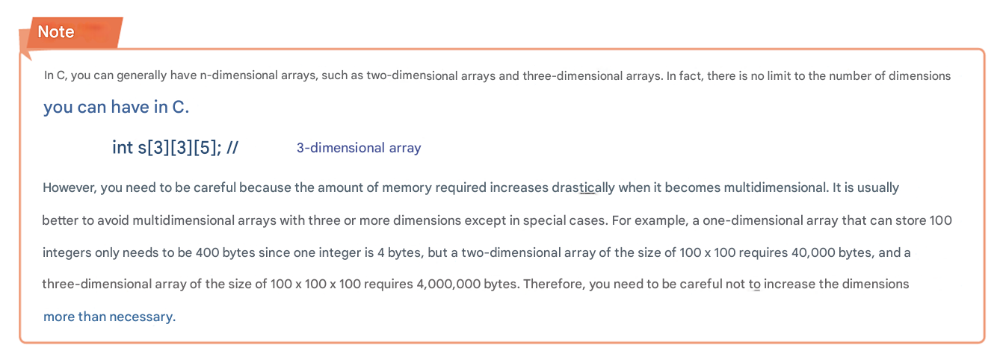 Note
In C, you can generally have n-dimensional arrays, such as two-dimensional arrays and three-dimensional arrays. In fact, there is no limit to the number of dimensions
you can have in C.
int s[3][3][5]; // 3-dimensional array
However, you need to be careful because the amount of memory required increases drastically when it becomes multidimensional. It is usually
better to avoid multidimensional arrays with three or more dimensions except in special cases. For example, a one-dimensional array that can store 100
integers only needs to be 400 bytes since one integer is 4 bytes, but a two-dimensional array of the size of 100 x 100 requires 40,000 bytes, and a
three-dimensional array of the size of 100 x 100 x 100 requires 4,000,000 bytes. Therefore, you need to be careful not to increase the dimensions
more than necessary.